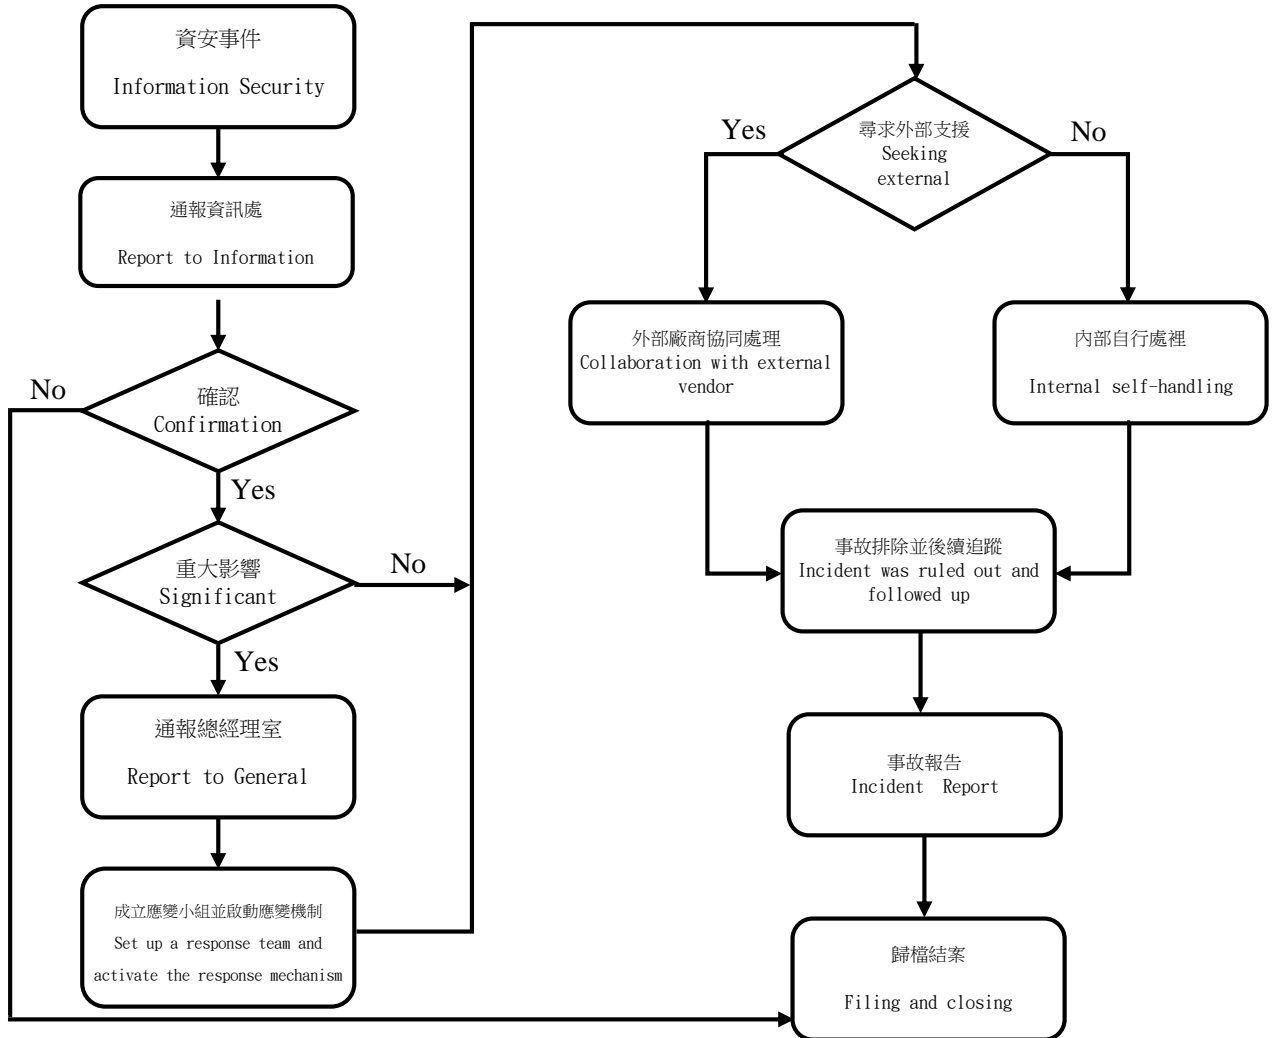 資安事件
Information Security
通報資訊處
Report to Information
確認
Confirmation
No
Yes
重大影響
Significant
No
Yes
通報總經理室
Report to General
成立應變小組並啟動應變機制
Set up a response team and
activate the response mechanism
尋求外部支援
Seeking
external
Yes
No
外部廠商協同處理
Collaboration with external
vendor
內部自行處裡
Internal self-handling
事故排除並後續追蹤
Incident was ruled out and
followed up
事故報告
Incident Report
歸檔結案
Filing and closing